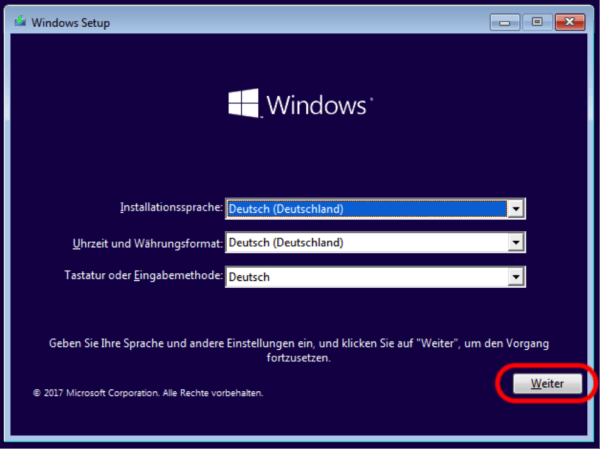 Windows Setup
Windows
Installationssprache: Deutsch (Deutschland)
Uhrzeit und Währungsformat: Deutsch (Deutschland)
Tastatur oder Eingabemethode: Deutsch
Geben Sie Ihre Sprache und andere Einstellungen ein, und klicken Sie auf "Weiter", um den Vorgang
fortzusetzen.
Weiter
© 2017 Microsoft Corporation. Alle Rechte vorbehalten.